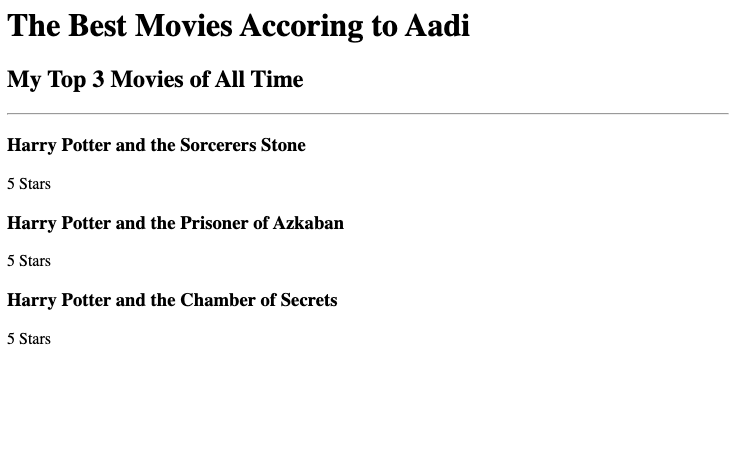 The Best Movies Accoring to Aadi
My Top 3 Movies of All Time
Harry Potter and the Sorcerers Stone
5 Stars
Harry Potter and the Prisoner of Azkaban
5 Stars
Harry Potter and the Chamber of Secrets
5 Stars